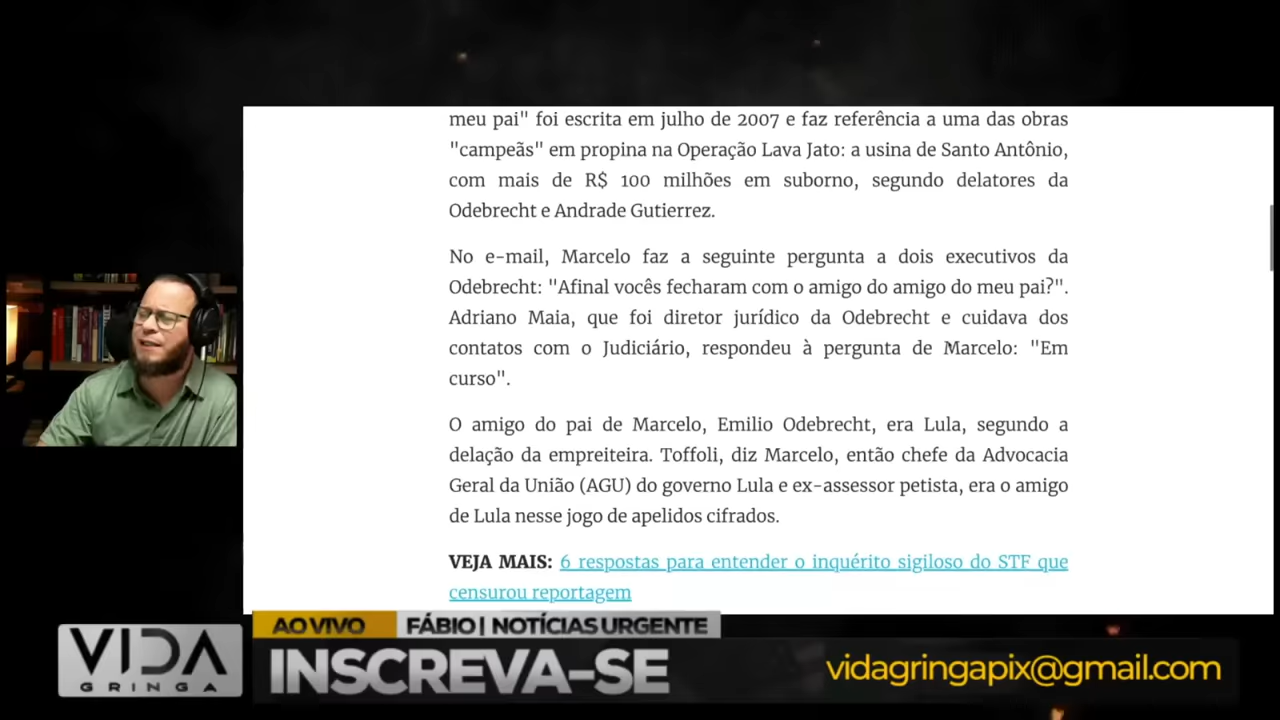 meu pai" foi escrita em julho de 2007 e faz referência a uma das obras
"campeãs" em propina na Operação Lava Jato: a usina de Santo Antônio,
com mais de R$ 100 milhões em suborno, segundo delatores da
Odebrecht e Andrade Gutierrez.
No e-mail, Marcelo faz a seguinte pergunta a dois executivos da
Odebrecht: "Afinal vocês fecharam com o amigo do amigo do meu pai?".
Adriano Maia, que foi diretor jurídico da Odebrecht e cuidava dos
contatos com o Judiciário, respondeu à pergunta de Marcelo: "Em
curso".
O amigo do pai de Marcelo, Emilio Odebrecht, era Lula, segundo a
delação da empreiteira. Toffoli, diz Marcelo, então chefe da Advocacia
Geral da União (AGU) do governo Lula e ex-assessor petista, era o amigo
de Lula nesse jogo de apelidos cifrados.
VEJA MAIS: 6 respostas para entender o inquérito sigiloso do STF que
censurou reportagem
AO VIVO FÁBIO | NOTÍCIAS URGENTE
VIDA
GRINGA
INSCREVA-SE
vidagringapix@gmail.com